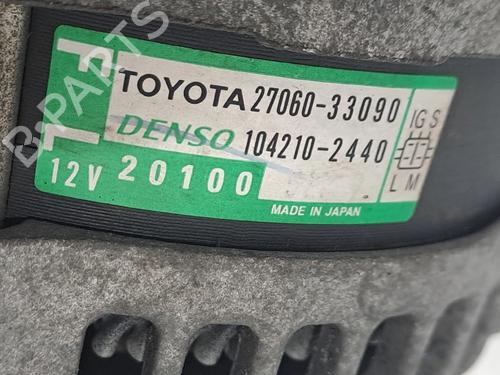 TOYOTA 27060-33090
DENSO 104210-2440
12V 20100
IG S
L M
MADE IN JAPAN
B-PARTS